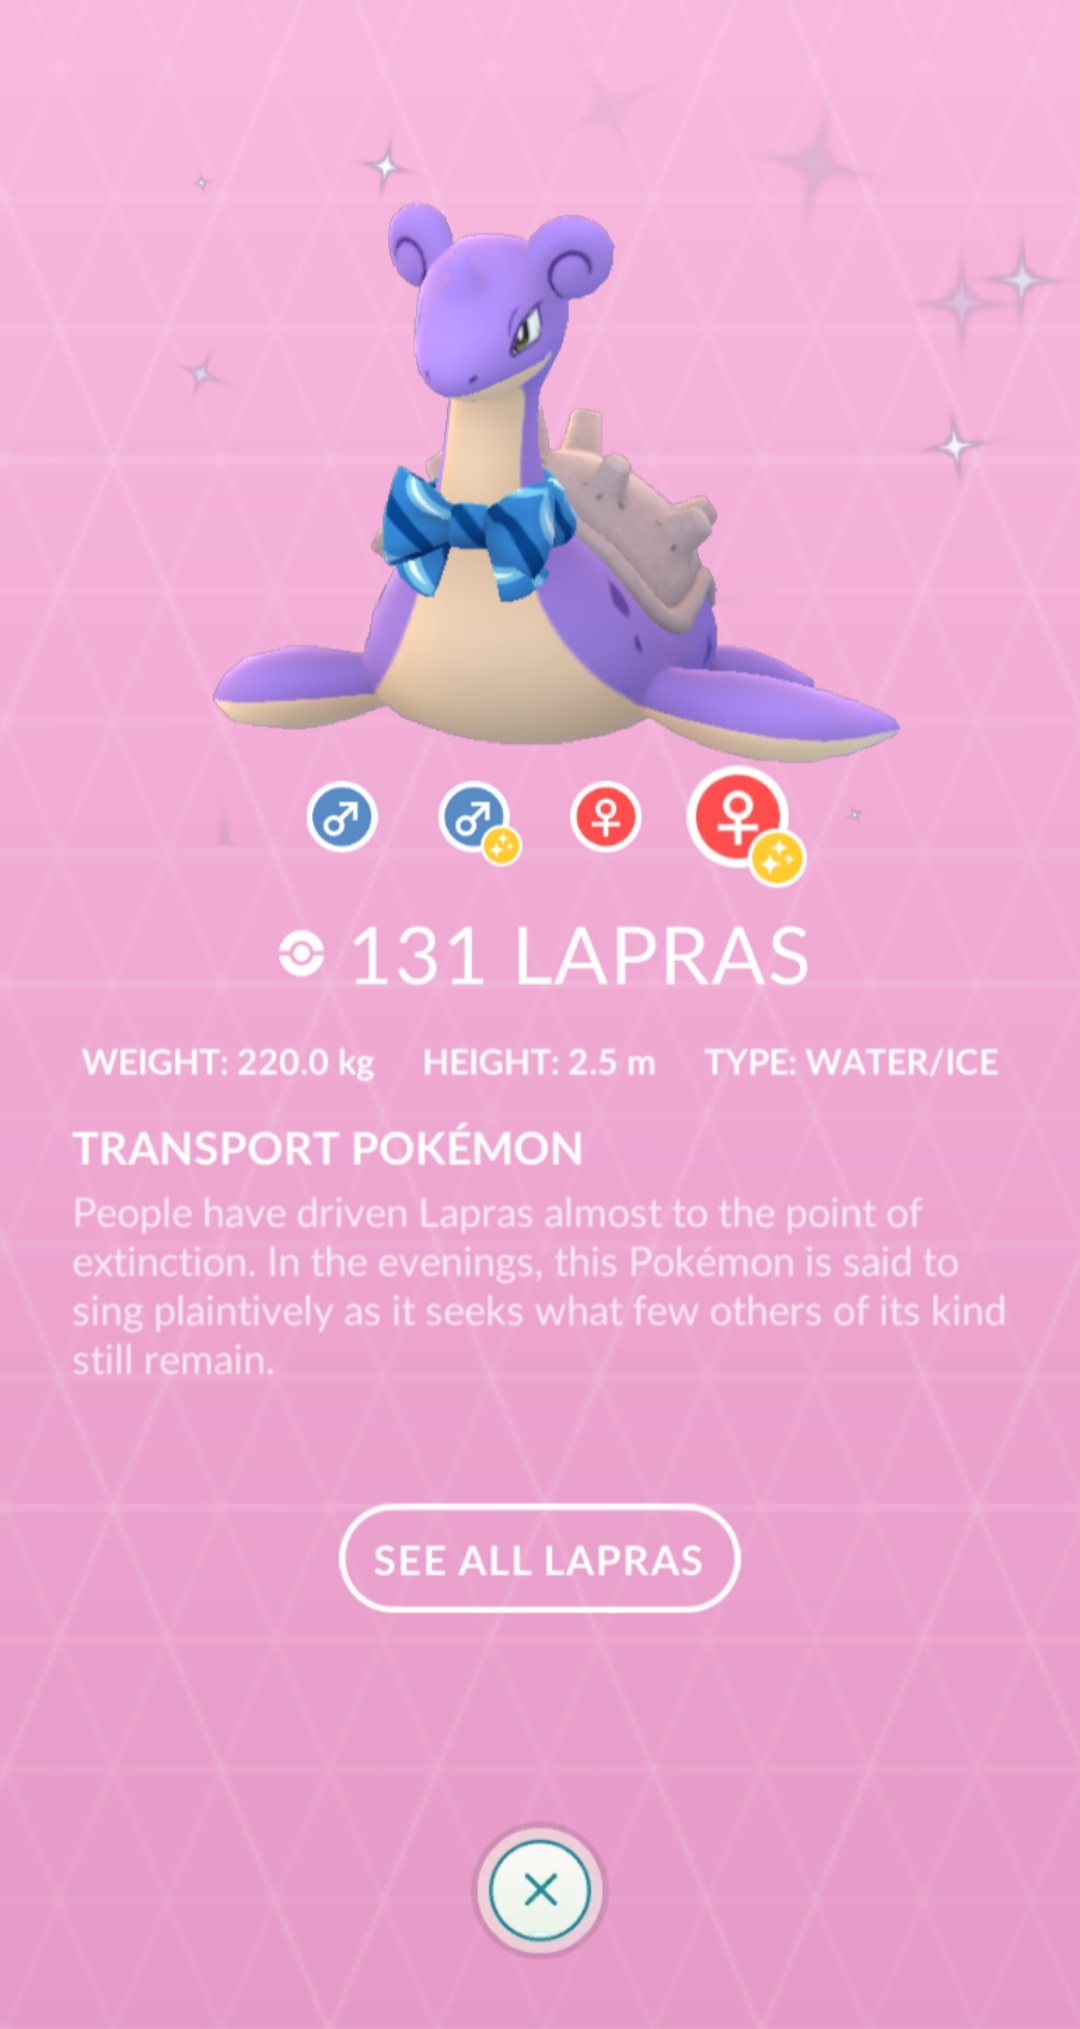 131 LAPRAS
WEIGHT: 220.0 kg HEIGHT: 2.5 m TYPE: WATER/ICE
TRANSPORT POKÉMON
People have driven Lapras almost to the point of
extinction. In the evenings, this Pokémon is said to
sing plaintively as it seeks what few others of its kind
still remain.
SEE ALL LAPRAS